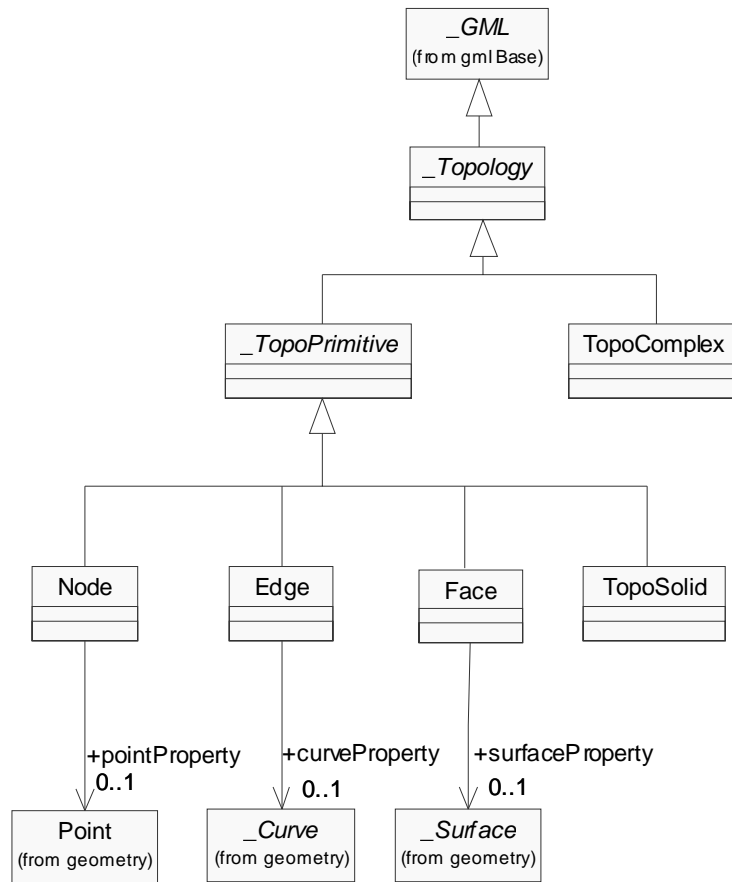 _GML
(from gmlBase)
_Topology
_TopoPrimitive
TopoComplex
Node
Edge
Face
TopoSolid
+pointProperty
0..1
+curveProperty
0..1
+surfaceProperty
0..1
Point
(from geometry)
_Curve
(from geometry)
_Surface
(from geometry)